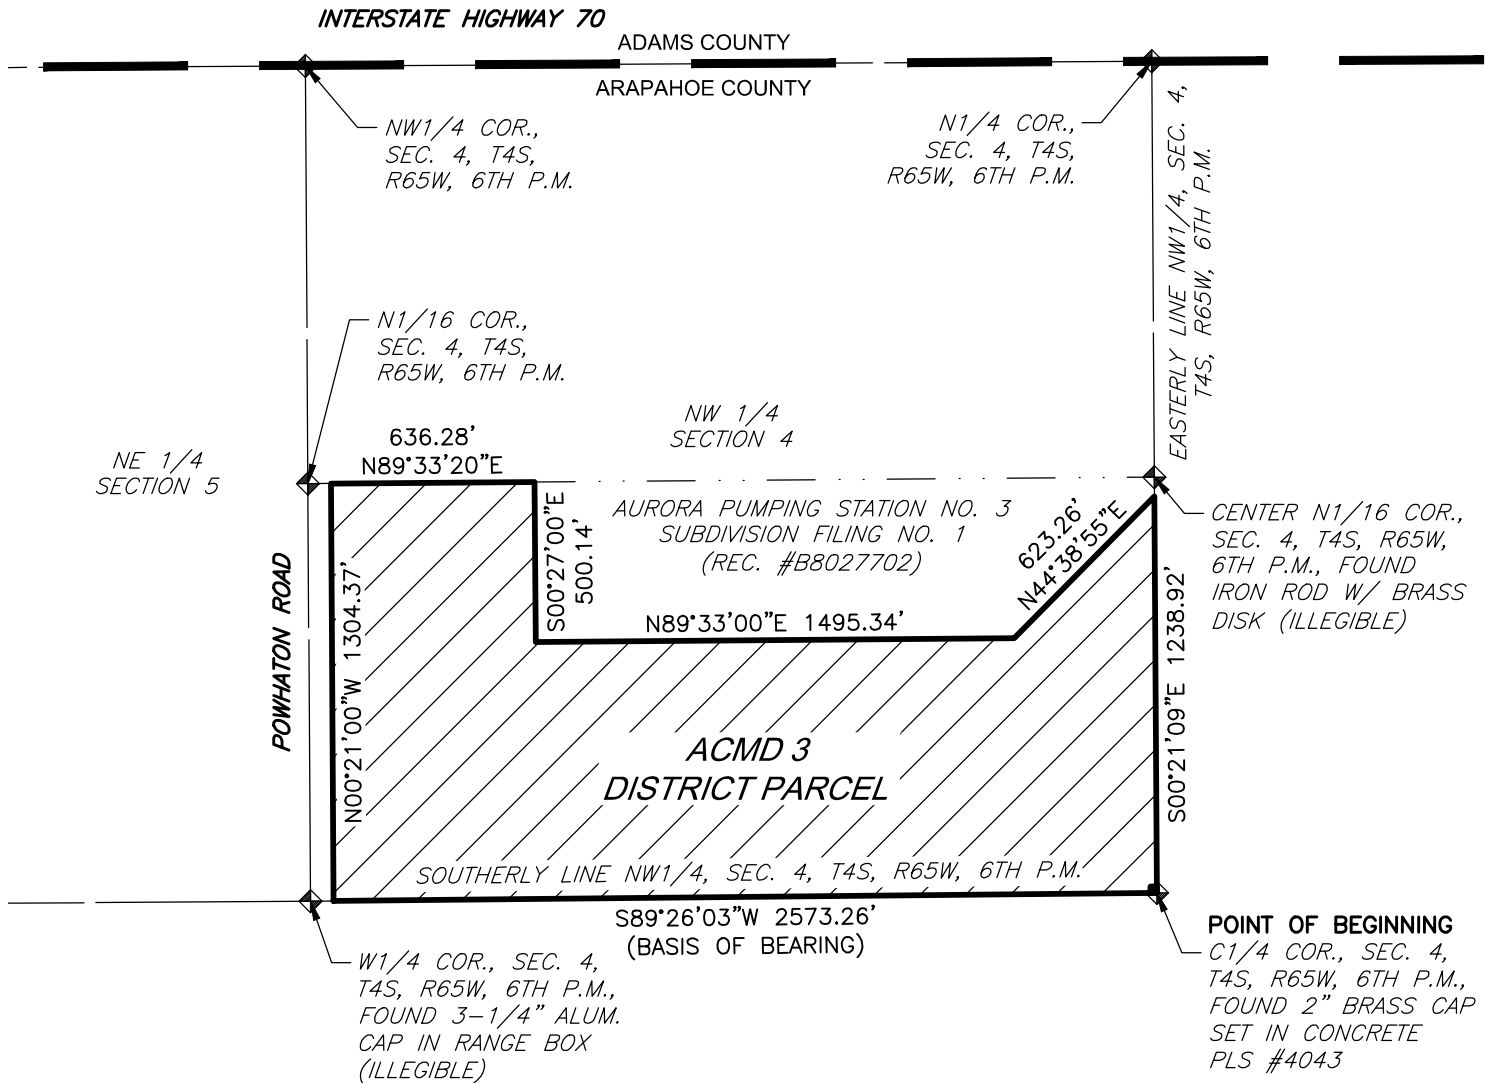 INTERSTATE HIGHWAY 70
ADAMS COUNTY
ARAPAHOE COUNTY
NW1/4 COR.,
SEC. 4, T4S,
R65W, 6TH P.M.
N1/4 COR.,
SEC. 4, T4S,
R65W, 6TH P.M.
EASTERLY LINE NW1/4, SEC. 4,
T4S, R65W, 6TH P.M.
N1/16 COR.,
SEC. 4, T4S,
R65W, 6TH P.M.
NW 1/4
SECTION 4
NE 1/4
SECTION 5
636.28'
N89°33'20"E
S00°27'00"E
500.14'
AURORA PUMPING STATION NO. 3
SUBDIVISION FILING NO. 1
(REC. #B8027702)
623.26'
N44°38'55"E
CENTER N1/16 COR.,
SEC. 4, T4S, R65W,
6TH P.M., FOUND
IRON ROD W/ BRASS
DISK (ILLEGIBLE)
N89°33'00"E 1495.34'
POWHATON ROAD
N00°21'00"W 1304.37'
S00°21'09"E 1238.92'
ACMD 3
DISTRICT PARCEL
SOUTHERLY LINE NW1/4, SEC. 4, T4S, R65W, 6TH P.M.
S89°26'03"W 2573.26'
(BASIS OF BEARING)
W1/4 COR., SEC. 4,
T4S, R65W, 6TH P.M.,
FOUND 3-1/4" ALUM.
CAP IN RANGE BOX
(ILLEGIBLE)
POINT OF BEGINNING
C1/4 COR., SEC. 4,
T4S, R65W, 6TH P.M.,
FOUND 2" BRASS CAP
SET IN CONCRETE
PLS #4043